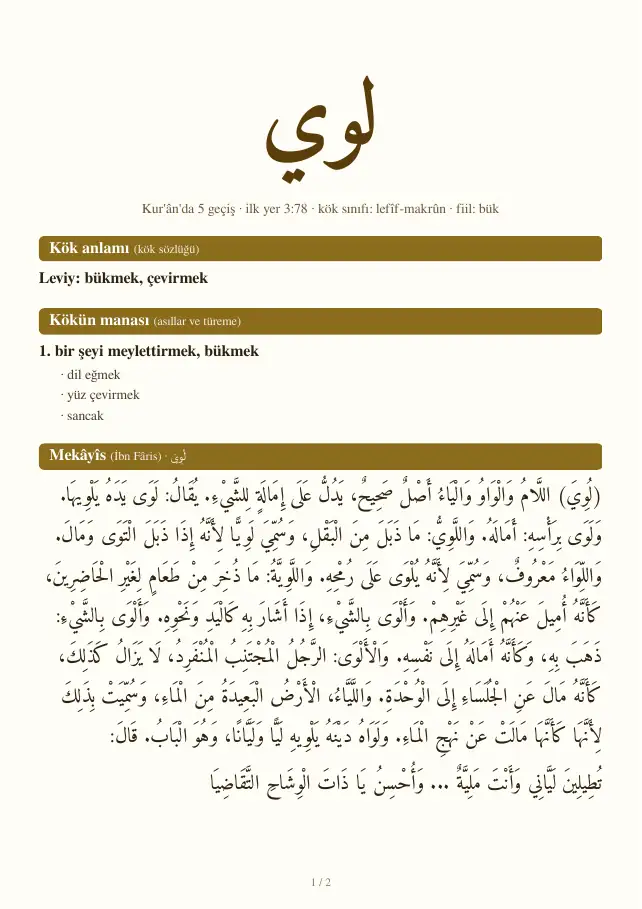 لوي
Kur'ân'da 5 geçiş · ilk yer 3:78 · kök sınıfı: lefîf-makrûn · fiil: bük
Kök anlamı (kök sözlüğü)
Leviy: bükmek, çevirmek
Kökün manası (asıllar ve türeme)
1. bir şeyi meylettirmek, bükmek
· dil eğmek
· yüz çevirmek
· sancak
Mekâyîs (İbn Fâris) · لُوِيَ
(لُوِيَ) اللَّامُ وَالْوَاوُ وَالْيَاءُ أَصْلٌ صَحِيحٌ، يَدُلُّ عَلَى إِمَالَةٍ لِلشَّيْءِ. يُقَالُ: لَوَى يَدَهُ يَلْوِيهَا.
وَلَوَى بِرَأْسِهِ: أَمَالَهُ. وَاللَّوِيُّ: مَا ذَبَلَ مِنَ الْبَقْلِ، وَسُمِّيَ لَوِيًّا لِأَنَّهُ إِذَا ذَبَلَ الْتَوَى وَمَالَ.
وَاللِّوَاءُ مَعْرُوفٌ، وَسُمِّيَ لِأَنَّهُ يُلْوَى عَلَى رُمْحِهِ. وَاللَّوِيَّةُ: مَا ذُخِرَ مِنْ طَعَامٍ لِغَيْرِ الْحَاضِرِينَ،
كَأَنَّهُ أُمِيلَ عَنْهُمْ إِلَى غَيْرِهِمْ. وَأَلْوَى بِالشَّيْءِ، إِذَا أَشَارَ بِهِ كَالْيَدِ وَنَحْوِهِ. وَأَلْوَى بِالشَّيْءِ:
ذَهَبَ بِهِ، وَكَأَنَّهُ أَمَالَهُ إِلَى نَفْسِهِ. وَالْأَلْوَى: الرَّجُلُ الْمُجْتَنِبُ الْمُنْفَرِدُ، لَا يَزَالُ كَذَلِكَ،
كَأَنَّهُ مَالَ عَنِ الْجُلَسَاءِ إِلَى الْوُحْدَةِ. وَاللَّيَّاءُ، الْأَرْضُ الْبَعِيدَةُ مِنَ الْمَاءِ، وَسُمِّيَتْ بِذَلِكَ
لِأَنَّهَا كَأَنَّهَا مَالَتْ عَنْ نَهْجِ الْمَاءِ. وَلَوَاهُ دَيْنَهُ يَلْوِيهِ لَيًّا وَلَيَّانًا، وَهُوَ الْبَابُ. قَالَ:
تُطِيلِينَ لَيَّانِي وَأَنْتَ مَلِيَّةٌ ... وَأُحْسِنُ يَا ذَاتَ الْوِشَاحِ التَّقَاضِيَا
1 / 2